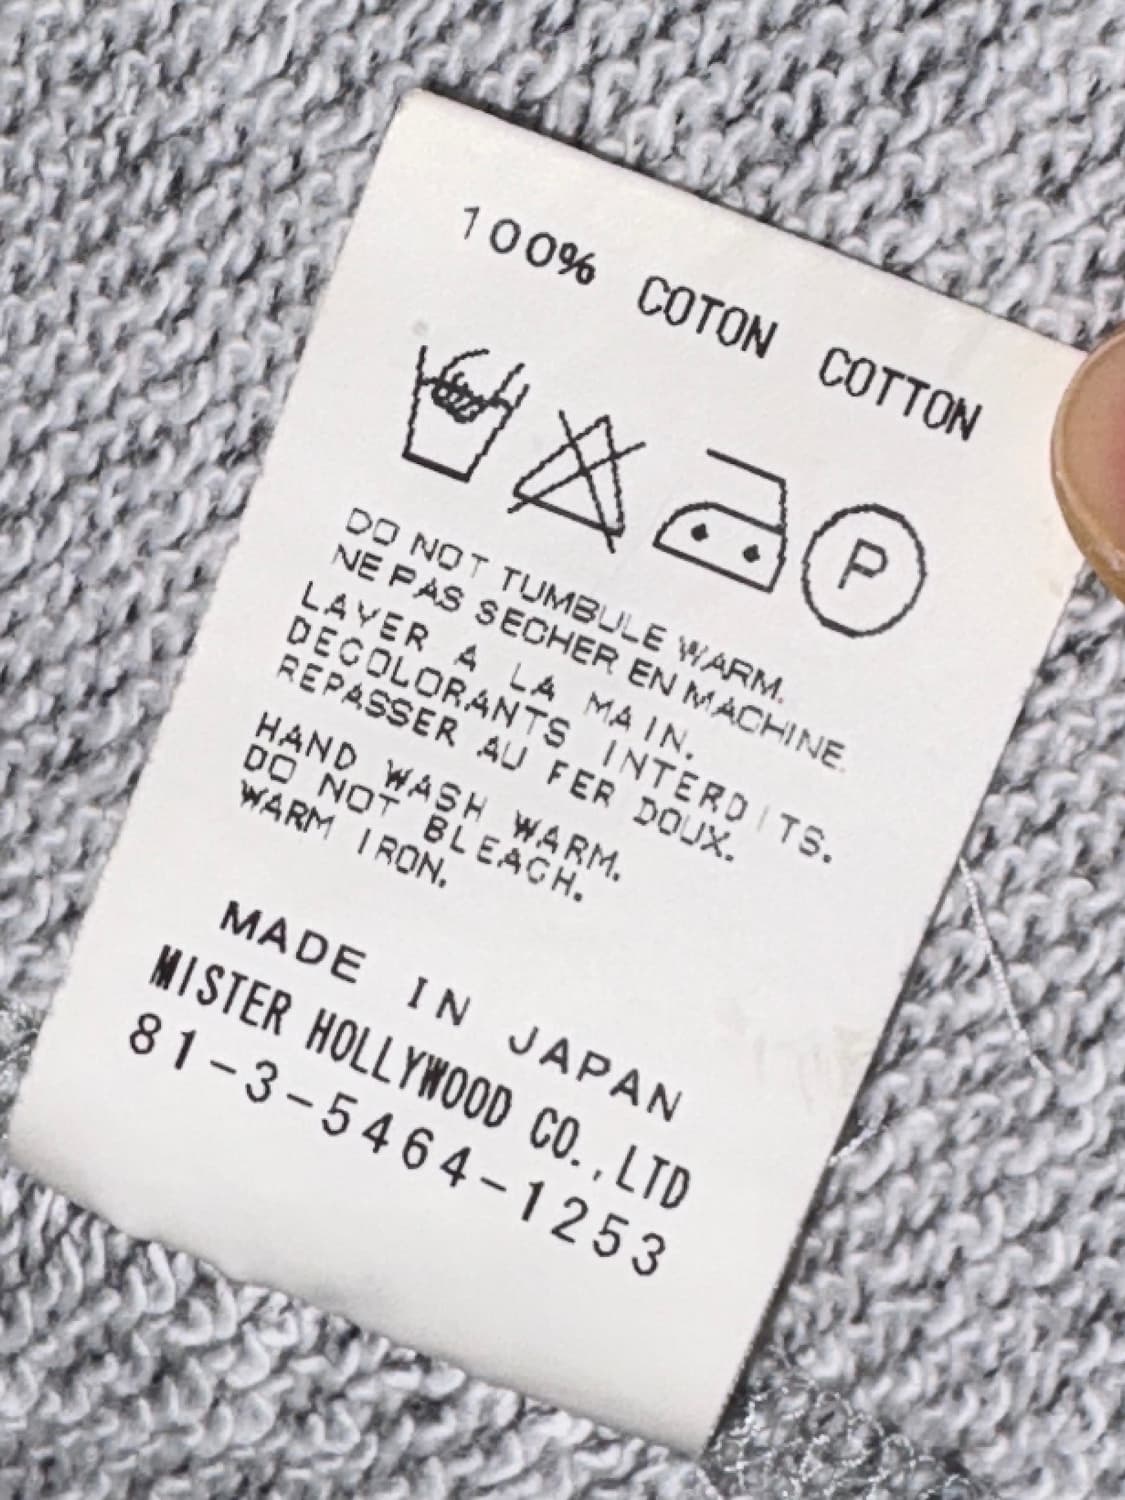 100% COTON COTTON
P
DO NOT TUMBULE WARM.
NE PAS SECHER EN MACHINE.
LAVER A LA MAIN.
DECOLORANTS INTERDITS.
REPASSER AU FER DOUX.
HAND WASH WARM.
DO NOT BLEACH.
WARM IRON.
MADE IN JAPAN
MISTER HOLLYWOOD CO.,LTD
81-3-5464-1253